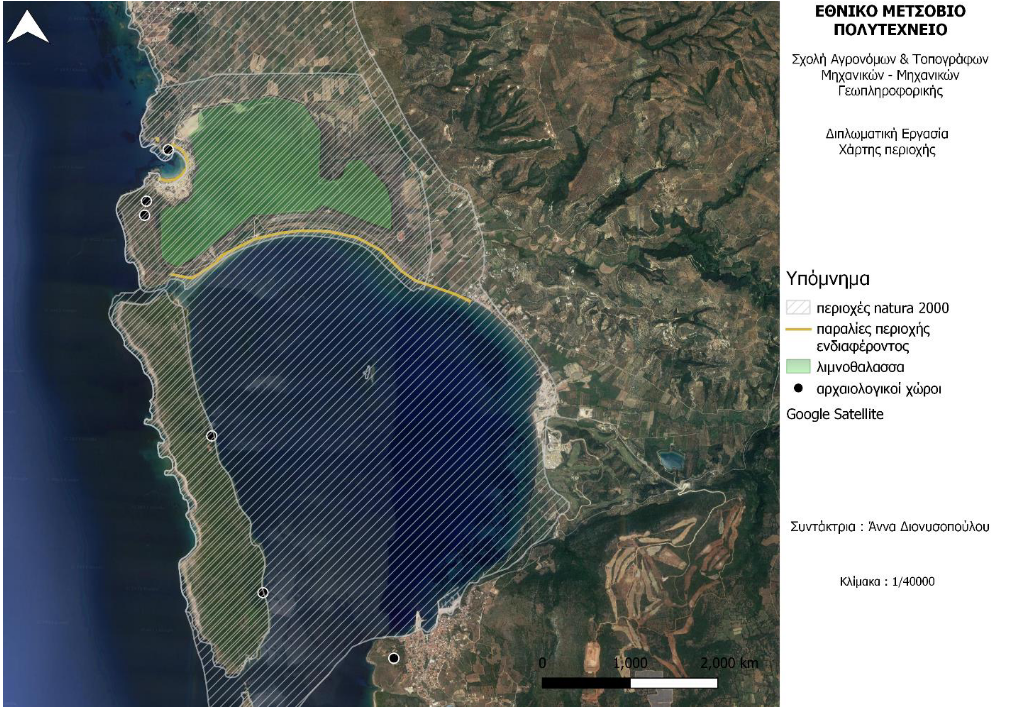 ΕΘΝΙΚΟ ΜΕΤΣΟΒΙΟ
ΠΟΛΥΤΕΧΝΕΙΟ
Σχολή Αγρονόμων & Τοπογράφων
Μηχανικών - Μηχανικών
Γεωπληροφορικής
Διπλωματική Εργασία
Χάρτης περιοχής
Υπόμνημα
περιοχές natura 2000
παραλίες περιοχής
ενδιαφέροντος
λιμνοθαλασσα
αρχαιολογικοί χώροι
Google Satellite
Συντάκτρια : Άννα Διονυσοπούλου
Κλίμακα : 1/40000
0 1,000 2,000 km